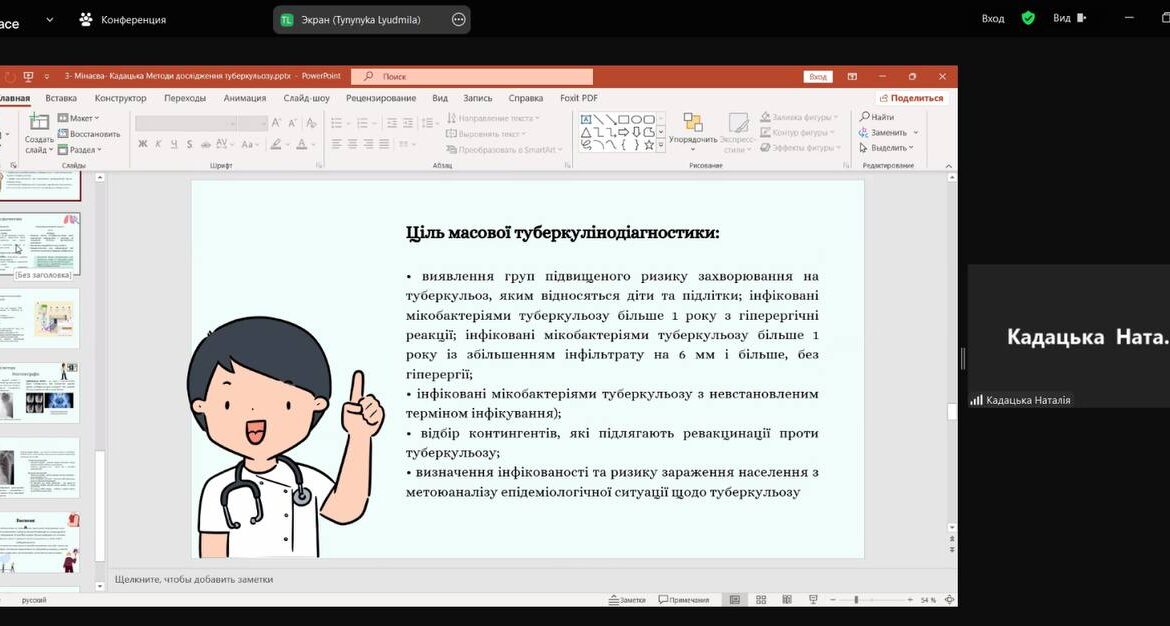 ace
Конференция
TL Экран (Tynynyka Lyudmila)
Вход
Вид
3- Мінаєва- Кадацька Методи дослідження туберкульозу.pptx - PowerPoint
Поиск
Вход
лавная Вставка Конструктор Переходы Анимация Слайд-шоу Рецензирование Вид Запись Справка Foxit PDF
Поделиться
Создать слайд
Макет
Восстановить
Раздел
Слайды
Ж К Ч S ab AV Aa A
Шрифт
Направление текста
Выровнять текст
Преобразовать в SmartArt
Абзац
Упорядочить
Экспресс-стили
Заливка фигуры
Контур фигуры
Эффекты фигуры
Рисование
Найти
Заменить
Выделить
Редактирование
[Без заголовка]
Ціль масової туберкулінодіагностики:
• виявлення груп підвищеного ризику захворювання на
туберкульоз, яким відносяться діти та підлітки; інфіковані
мікобактеріями туберкульозу більше 1 року з гіперергічні
реакції; інфіковані мікобактеріями туберкульозу більше 1
року із збільшенням інфільтрату на 6 мм і більше, без
гіперергії;
• інфіковані мікобактеріями туберкульозу з невстановленим
терміном інфікування);
• відбір контингентів, які підлягають ревакцинації проти
туберкульозу;
• визначення інфікованості та ризику зараження населення з
метоюаналізу епідеміологічної ситуації щодо туберкульозу
Кадацька Ната...
Кадацька Наталія
Щелкните, чтобы добавить заметки
русский
Заметки
Примечания
54 %